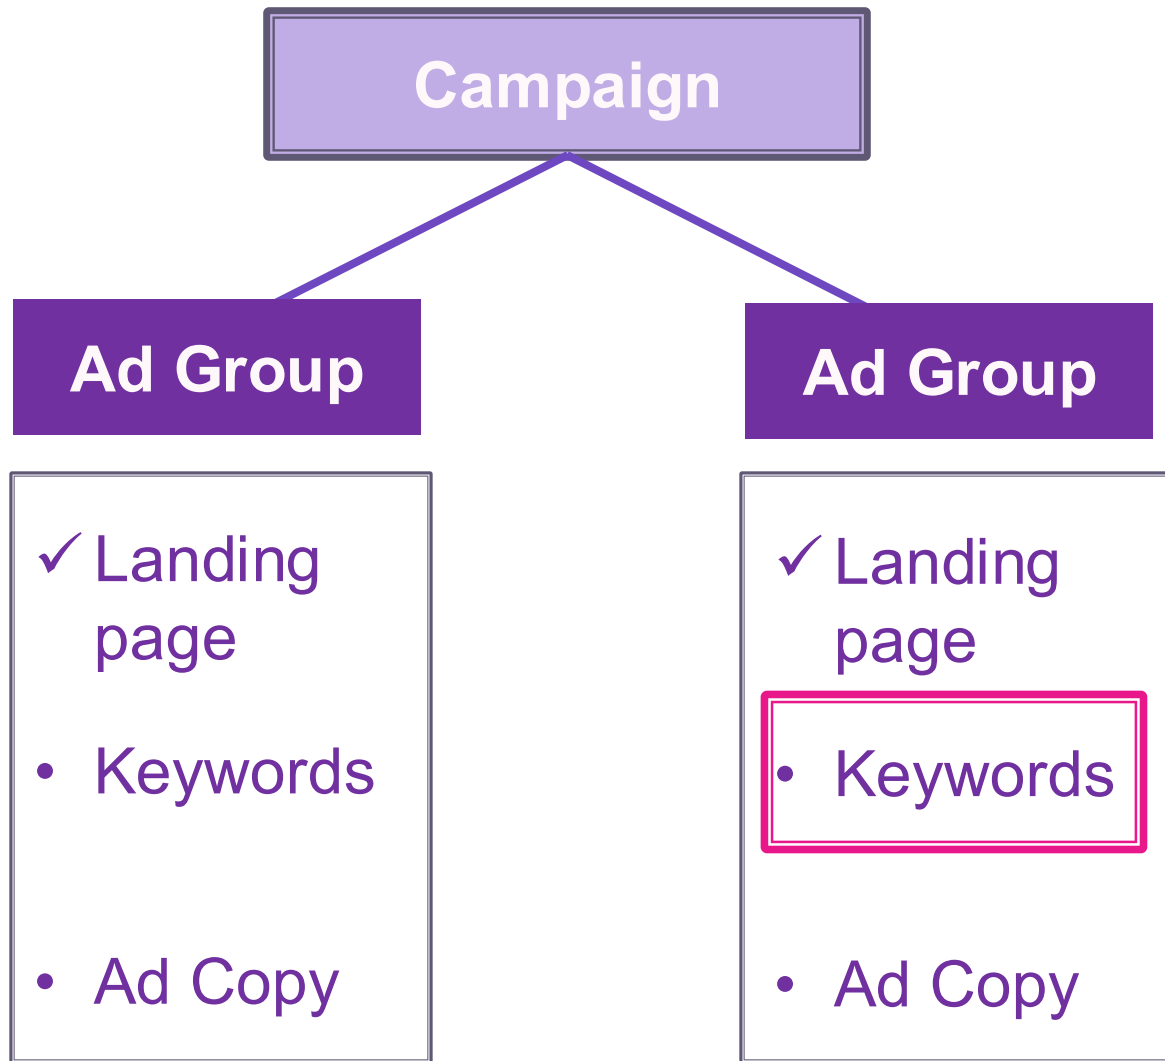 Campaign
Ad Group
Ad Group
✓ Landing
page
• Keywords
• Ad Copy
✓ Landing
page
• Keywords
• Ad Copy